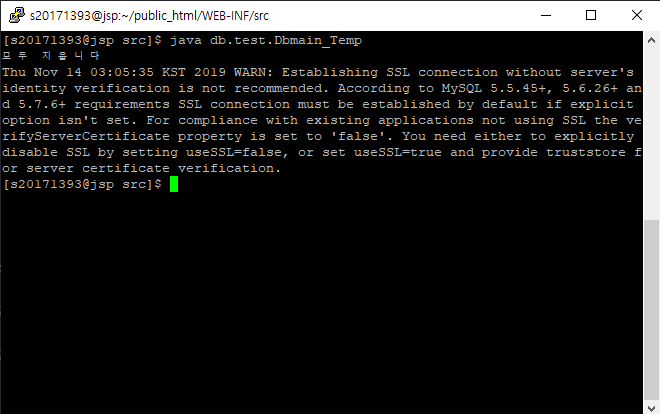 s20171393@jsp:~/public_html/WEB-INF/src
[s20171393@jsp src]$ java db.test.Dbmain_Temp
모두 지웁니다
Thu Nov 14 03:05:35 KST 2019 WARN: Establishing SSL connection without server's
identity verification is not recommended. According to MySQL 5.5.45+, 5.6.26+ an
d 5.7.6+ requirements SSL connection must be established by default if explicit
option isn't set. For compliance with existing applications not using SSL the ve
rifyServerCertificate property is set to 'false'. You need either to explicitly
disable SSL by setting useSSL=false, or set useSSL=true and provide truststore f
or server certificate verification.
[s20171393@jsp src]$